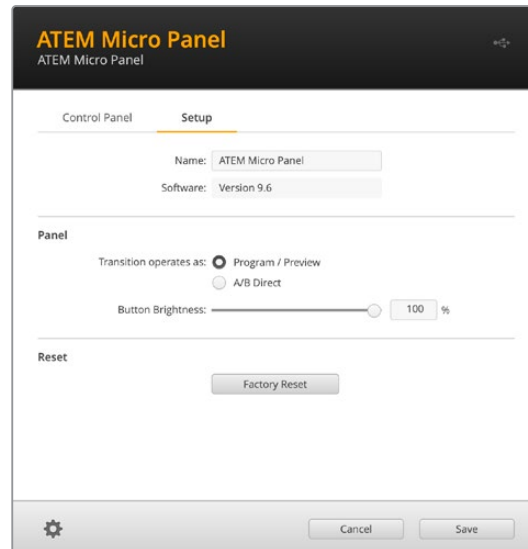 ATEM Micro Panel
ATEM Micro Panel
Control Panel Setup
Name: ATEM Micro Panel
Software: Version 9.6
Panel
Transition operates as: Program / Preview
A/B Direct
Button Brightness: 100 %
Reset
Factory Reset
Cancel Save